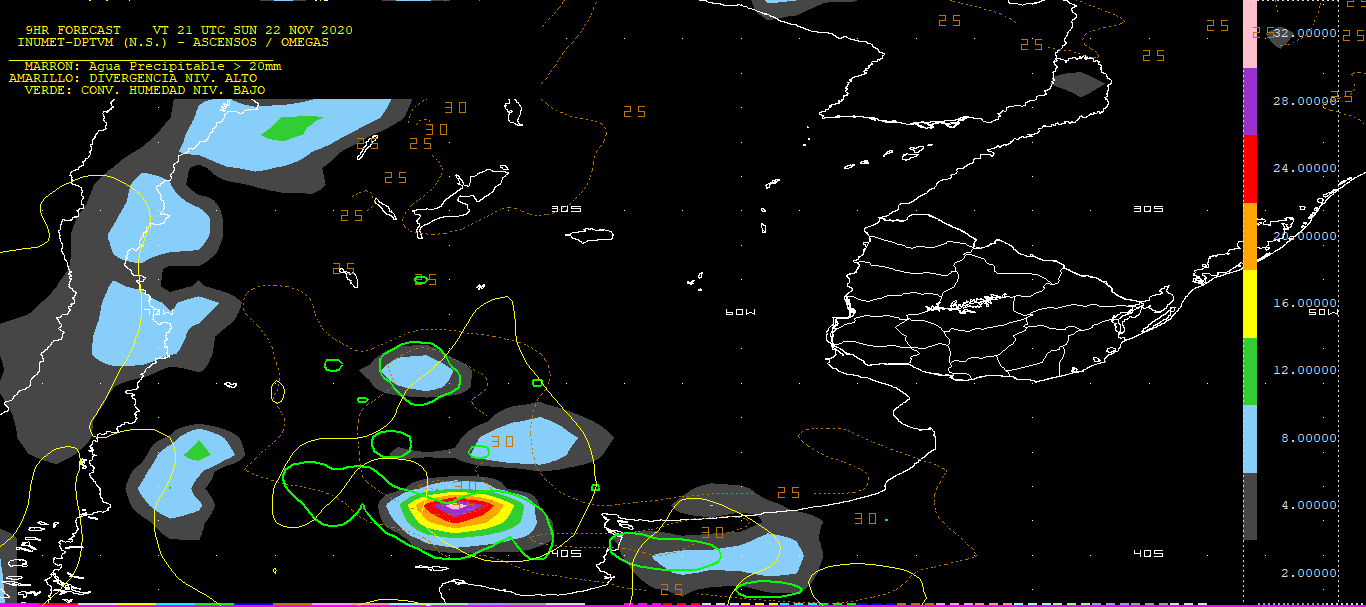 9HR FORECAST VT 21 UTC SUN 22 NOV 2020
INUMET-DPTVM (N.S.) - ASCENSOS / OMEGAS
MARRON: Agua Precipitable > 20mm
AMARILLO: DIVERGENCIA NIV. ALTO
VERDE: CONV. HUMEDAD NIV. BAJO
25
25
25
25
25
32.00000
28.00000
25
30
30
25
25
25
25
24.00000
25
30S
30S
20.00000
25
25
16.00000
70W
60W
50W
12.00000
30
8.00000
25
4.00000
30
30
40S
40S
25
2.00000